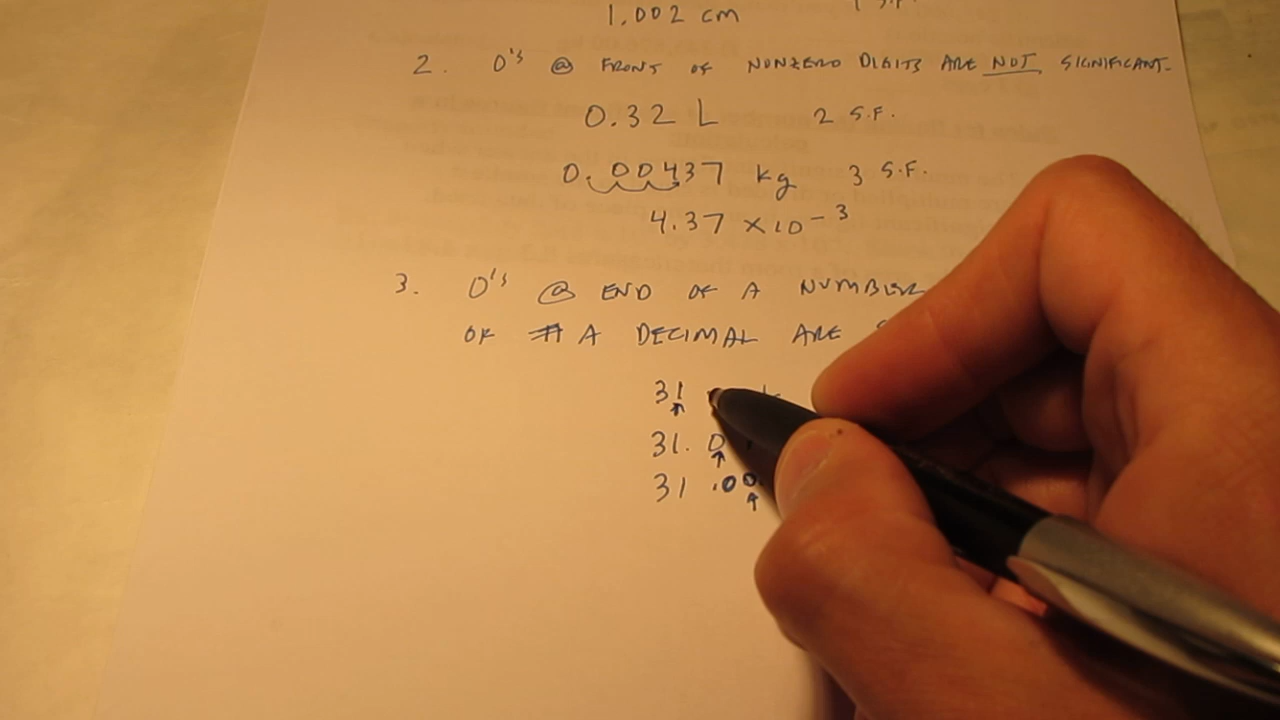 1.002 cm
2. 0's @ FRONT OF NONZERO DIGITS ARE NOT SIGNIFICANT.
0.32 L 2 S.F.
0.00437 kg 3 S.F.
4.37 ×10-3
3. 0's @ END OF A NUMBER
OF A DECIMAL ARE
31
31.0
31.00